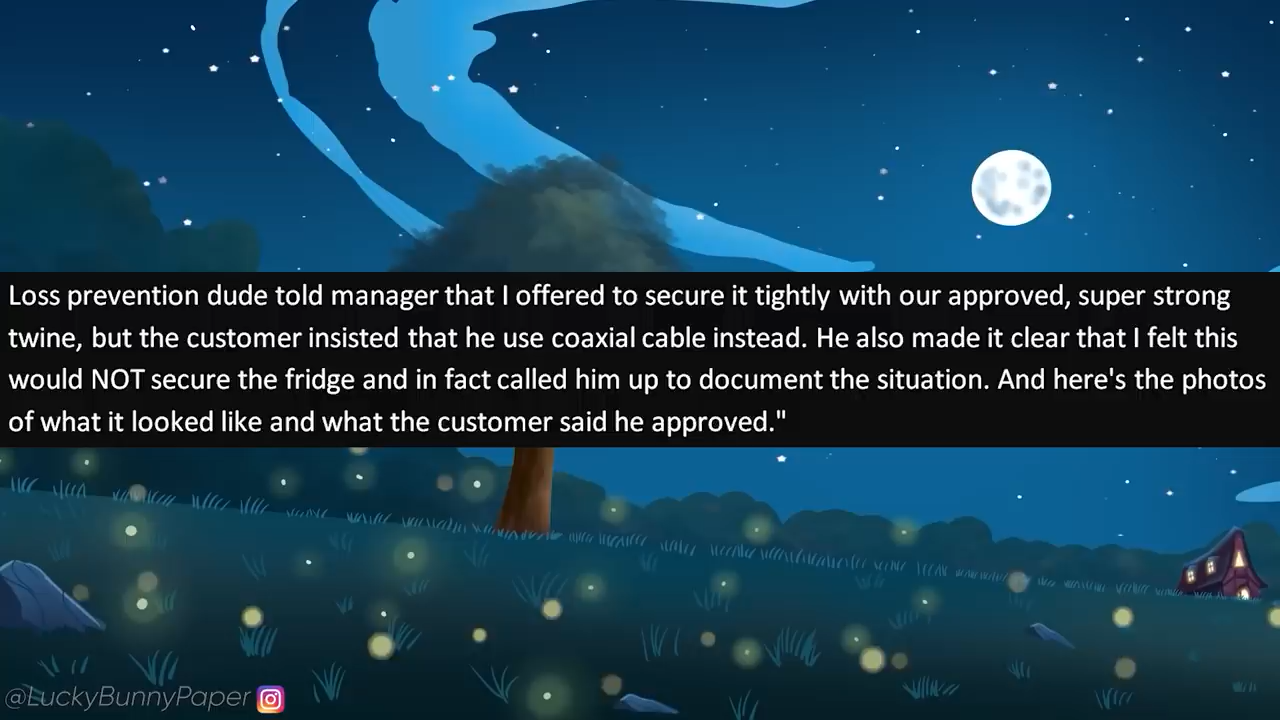 Loss prevention dude told manager that I offered to secure it tightly with our approved, super strong
twine, but the customer insisted that he use coaxial cable instead. He also made it clear that I felt this
would NOT secure the fridge and in fact called him up to document the situation. And here's the photos
of what it looked like and what the customer said he approved."
@LuckyBunnyPaper